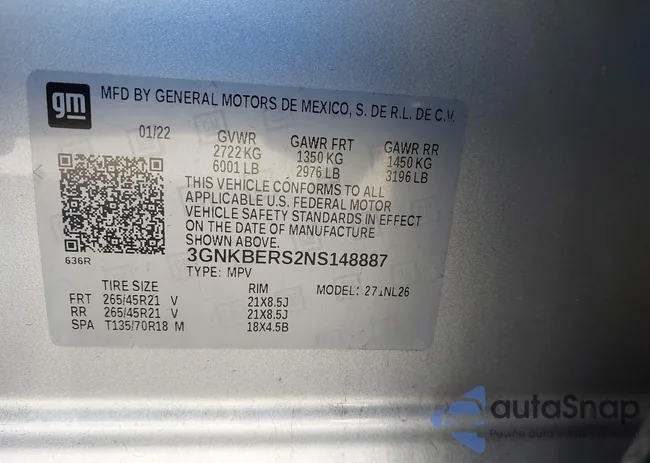 gm
MFD BY GENERAL MOTORS DE MEXICO, S. DE R.L. DE C.V.
01/22 GVWR GAWR FRT GAWR RR
2722 KG 1350 KG 1450 KG
6001 LB 2976 LB 3196 LB
THIS VEHICLE CONFORMS TO ALL
APPLICABLE U.S. FEDERAL MOTOR
VEHICLE SAFETY STANDARDS IN EFFECT
ON THE DATE OF MANUFACTURE
SHOWN ABOVE.
636R
3GNKBERS2NS148887
TYPE: MPV
TIRE SIZE RIM MODEL: 271NL26
FRT 265/45R21 V 21X8.5J
RR 265/45R21 V 21X8.5J
SPA T135/70R18 M 18X4.5B
autoSnap